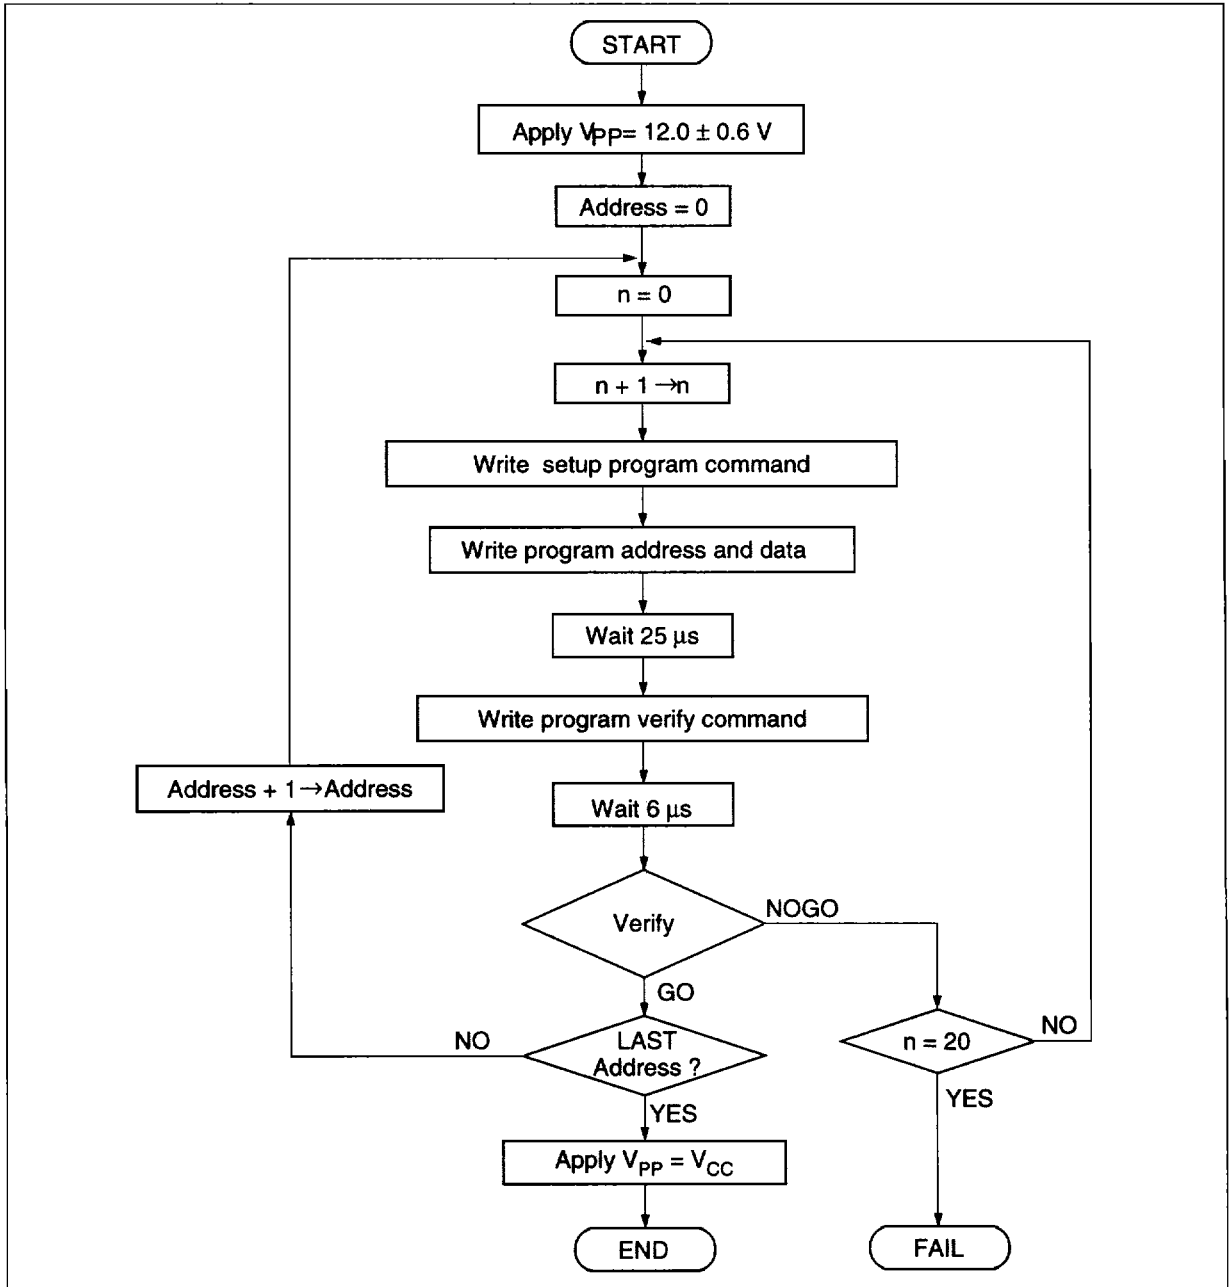 START
Apply VPP = 12.0 ± 0.6 V
Address = 0
n = 0
n + 1 → n
Write setup program command
Write program address and data
Wait 25 µs
Write program verify command
Address + 1 → Address
Wait 6 µs
Verify
NOGO
GO
NO
LAST
Address ?
n = 20
NO
YES
YES
Apply VPP = VCC
END
FAIL